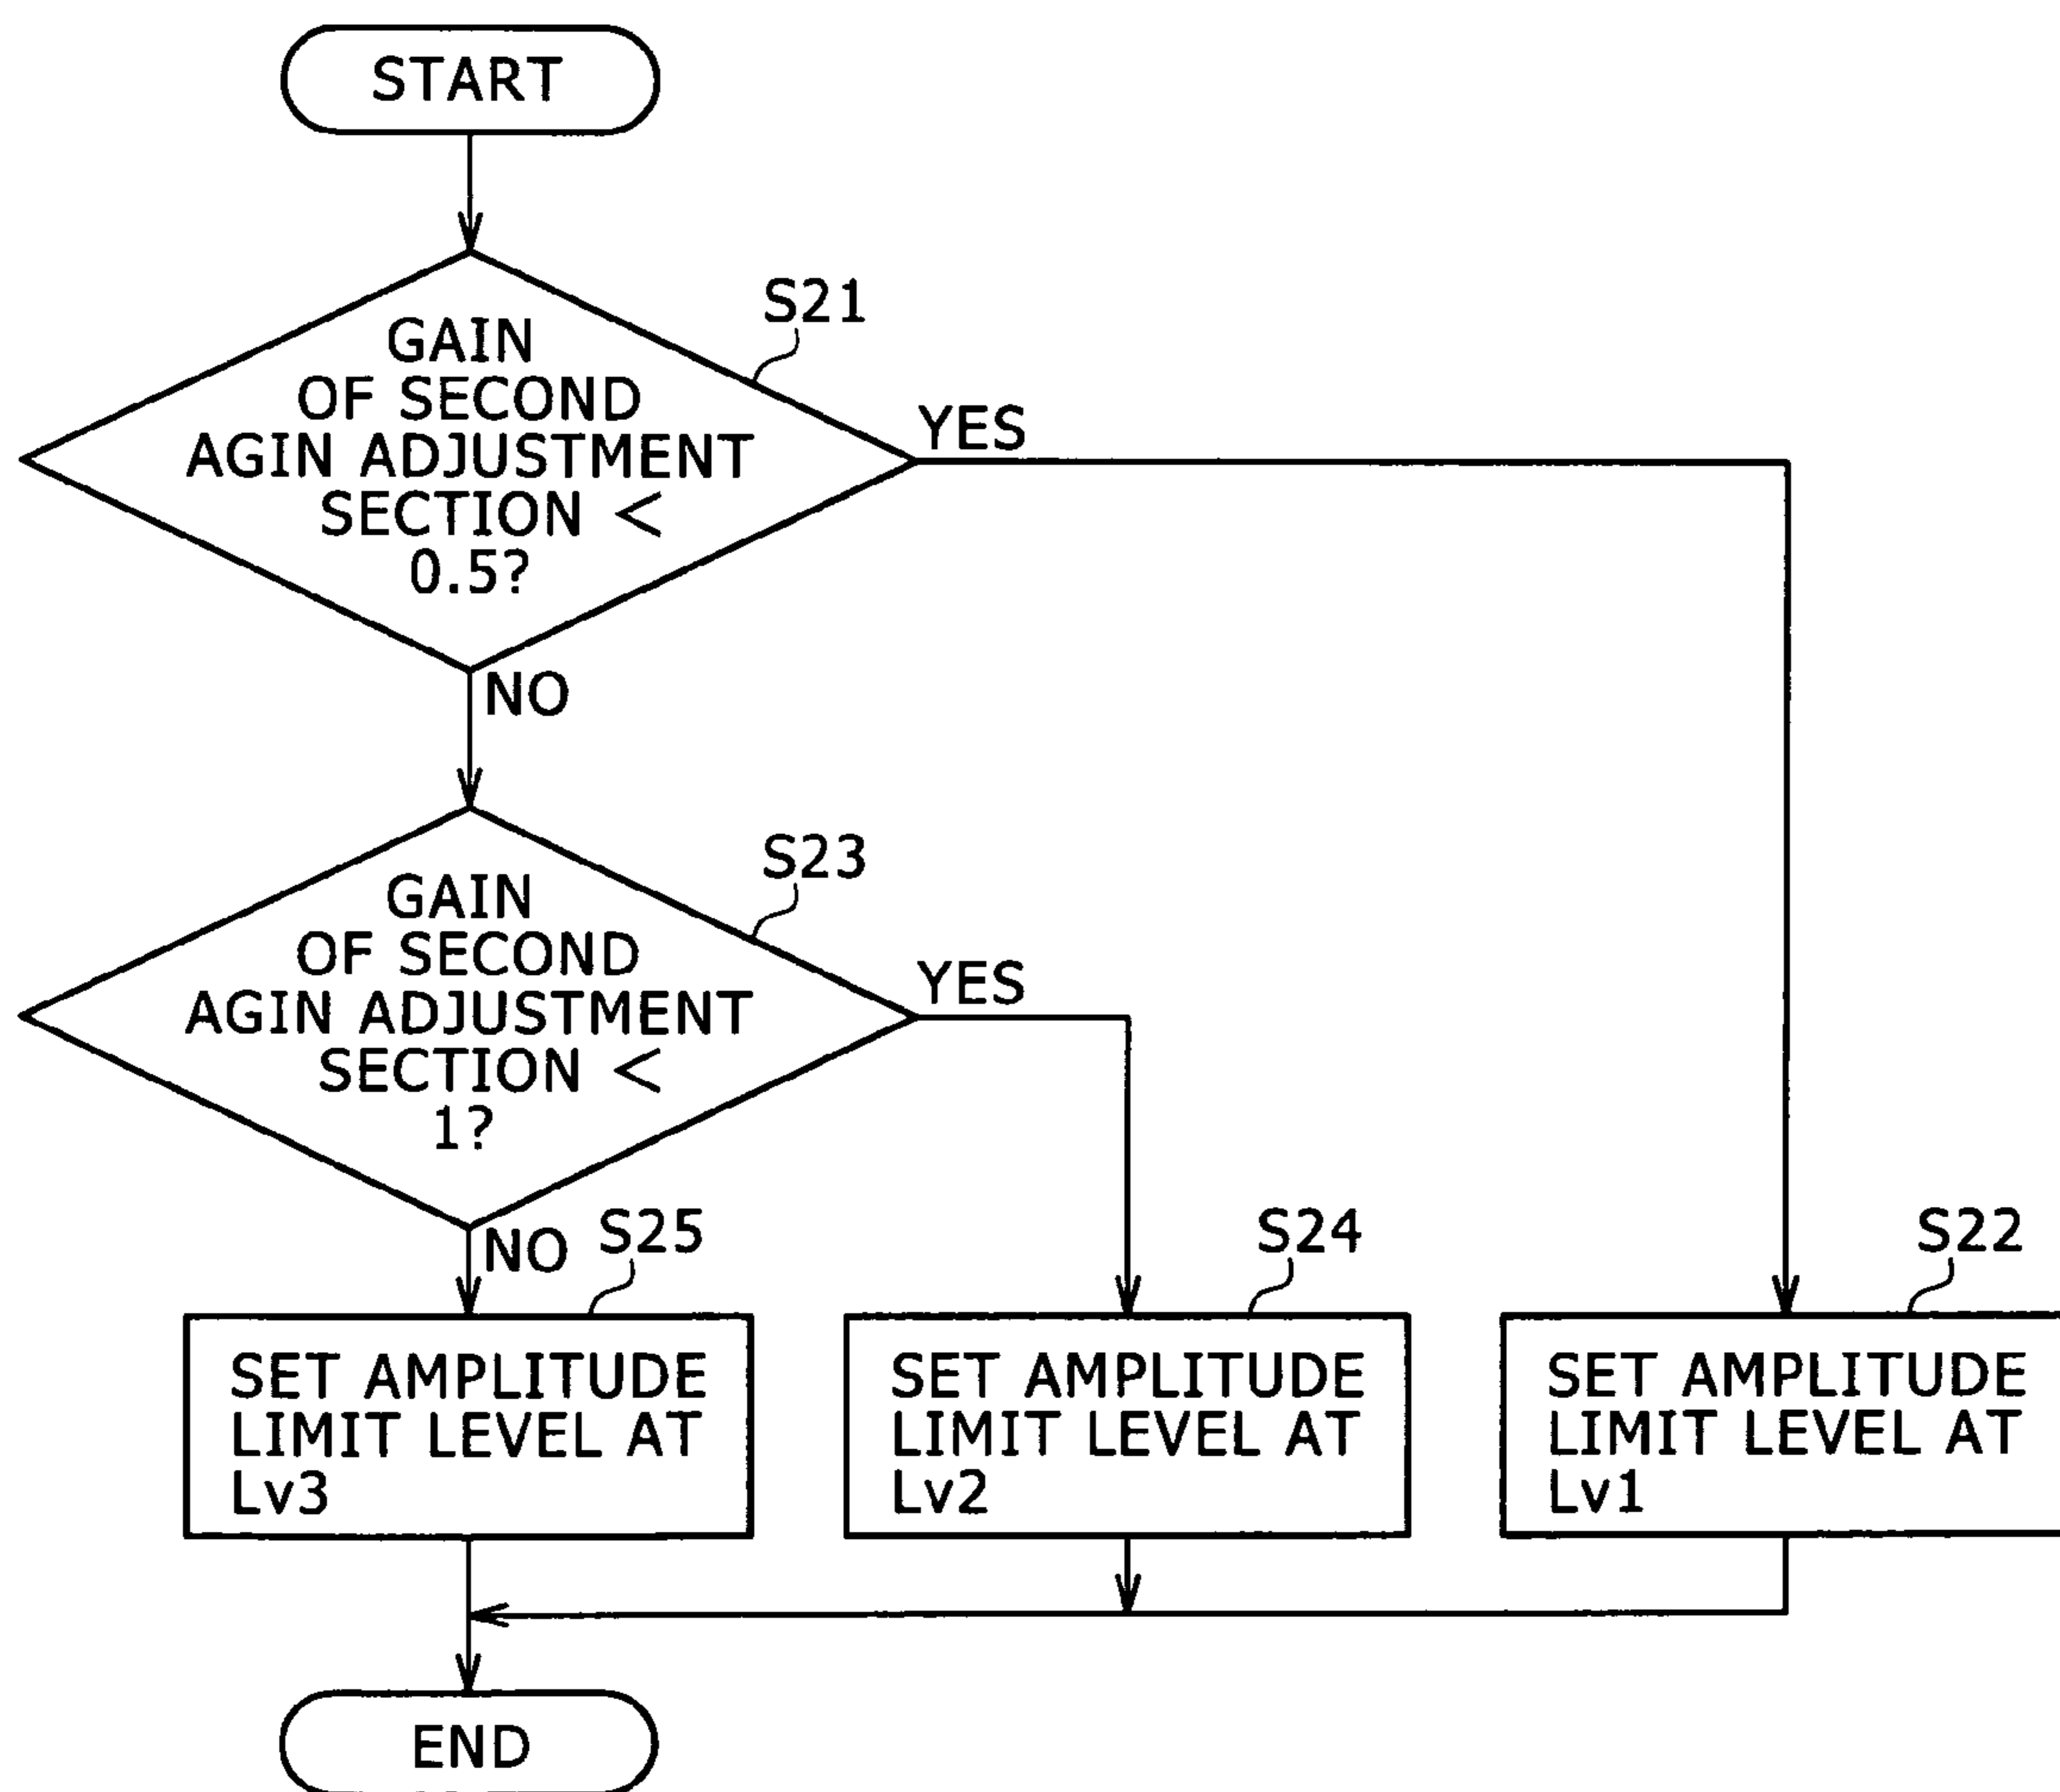 START
S21
GAIN
OF SECOND
AGIN ADJUSTMENT
SECTION <
0.5?
YES
NO
S23
GAIN
OF SECOND
AGIN ADJUSTMENT
SECTION <
1?
YES
NO
S25
SET AMPLITUDE
LIMIT LEVEL AT
Lv3
S24
SET AMPLITUDE
LIMIT LEVEL AT
Lv2
S22
SET AMPLITUDE
LIMIT LEVEL AT
Lv1
END